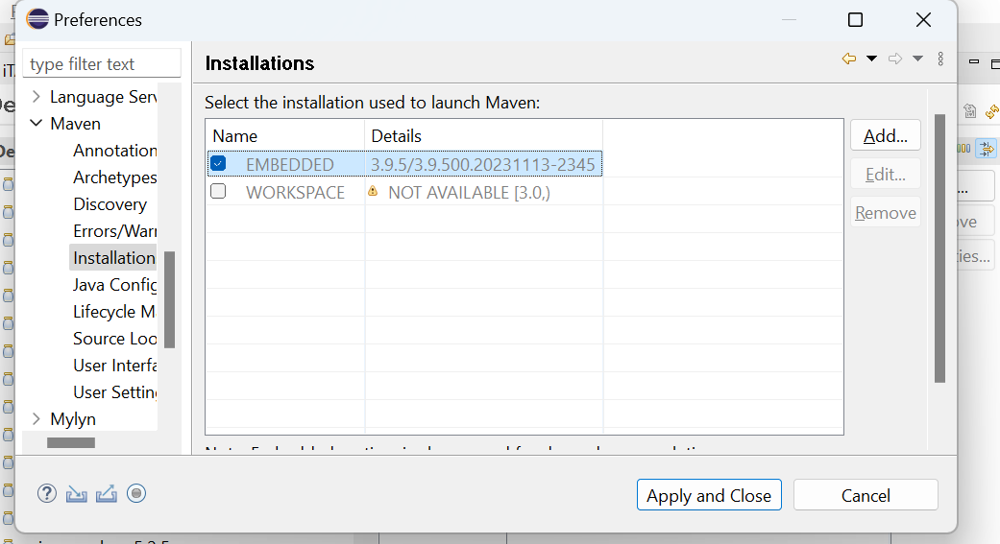 Preferences
type filter text
Installations
Language Serv
Maven
Annotation
Archetypes
Discovery
Errors/Warr
Installation
Java Config
Lifecycle M
Source Loo
User Interfa
User Setting
Mylyn
Select the installation used to launch Maven:
Name Details
EMBEDDED 3.9.5/3.9.500.20231113-2345
WORKSPACE NOT AVAILABLE [3.0,)
Add...
Edit...
Remove
Apply and Close
Cancel